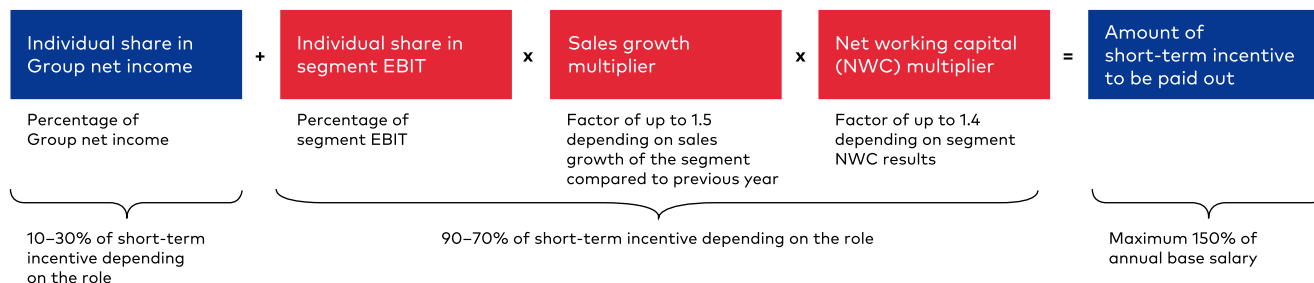 Individual share in
Group net income
+
Individual share in
segment EBIT
x
Sales growth
multiplier
x
Net working capital
(NWC) multiplier
=
Amount of
short-term incentive
to be paid out
Percentage of
Group net income
Percentage of
segment EBIT
Factor of up to 1.5
depending on sales
growth of the segment
compared to previous year
Factor of up to 1.4
depending on segment
NWC results
10–30% of short-term
incentive depending
on the role
90–70% of short-term incentive depending on the role
Maximum 150% of
annual base salary